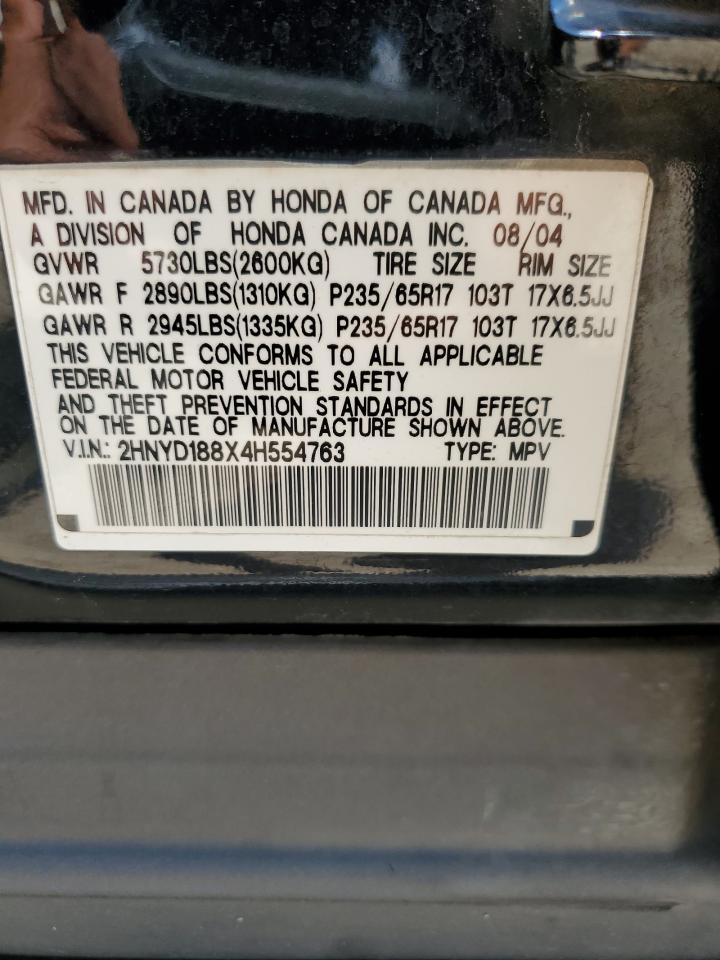 MFD. IN CANADA BY HONDA OF CANADA MFG.,
A DIVISION OF HONDA CANADA INC. 08/04
GVWR 5730LBS(2600KG) TIRE SIZE RIM SIZE
GAWR F 2890LBS(1310KG) P235/65R17 103T 17X6.5JJ
GAWR R 2945LBS(1335KG) P235/65R17 103T 17X6.5JJ
THIS VEHICLE CONFORMS TO ALL APPLICABLE
FEDERAL MOTOR VEHICLE SAFETY
AND THEFT PREVENTION STANDARDS IN EFFECT
ON THE DATE OF MANUFACTURE SHOWN ABOVE.
V.I.N.: 2HNYD188X4H554763 TYPE: MPV